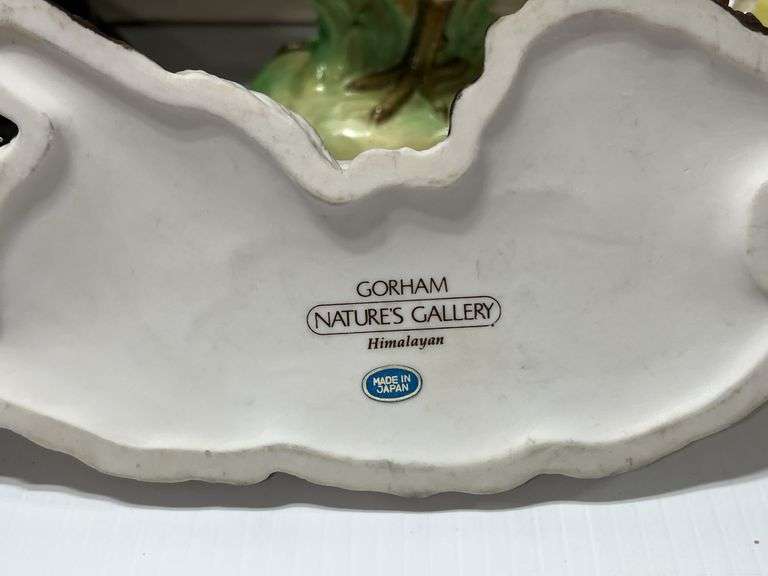 GORHAM
NATURE'S GALLERY
Himalayan
MADE IN
JAPAN